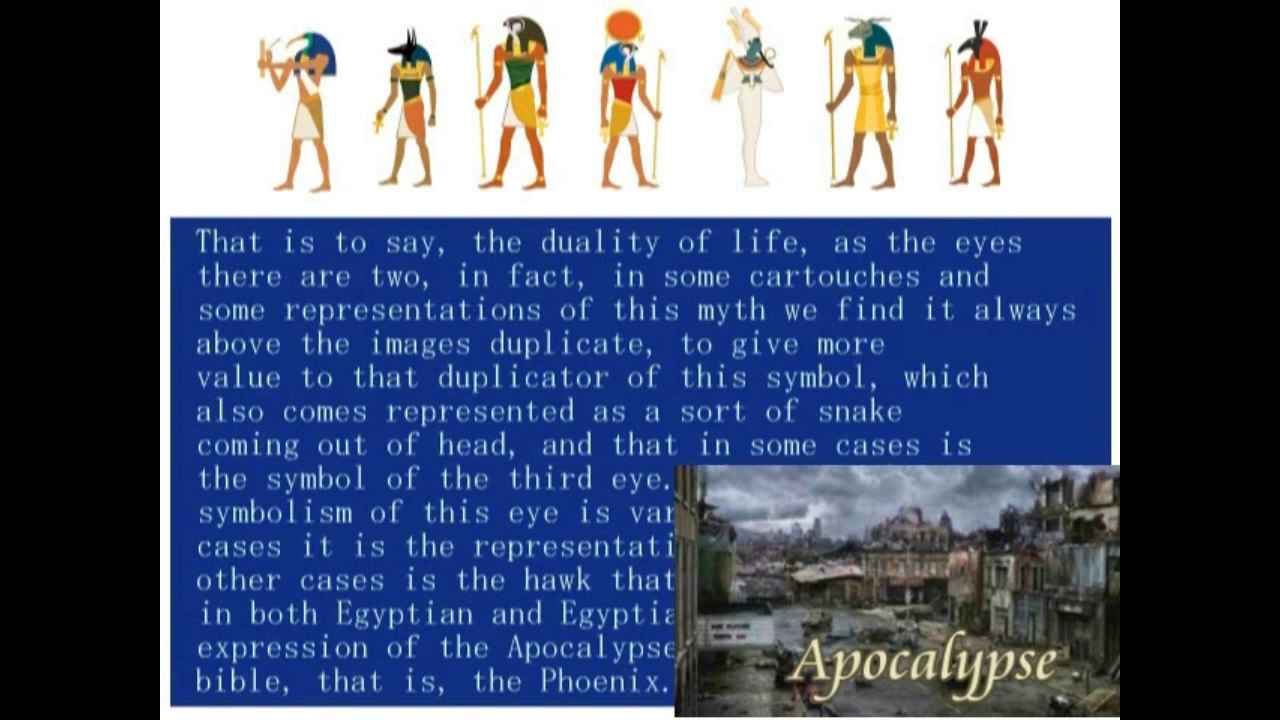 That is to say, the duality of life, as the eyes
there are two, in fact, in some cartouches and
some representations of this myth we find it always
above the images duplicate, to give more
value to that duplicator of this symbol, which
also comes represented as a sort of snake
coming out of head, and that in some cases is
the symbol of the third eye.
symbolism of this eye is
cases it is the
other cases is the hawk that
in both Egyptian and
expression of the Apocalypse
bible, that is, the Phoenix.
Apocalypse